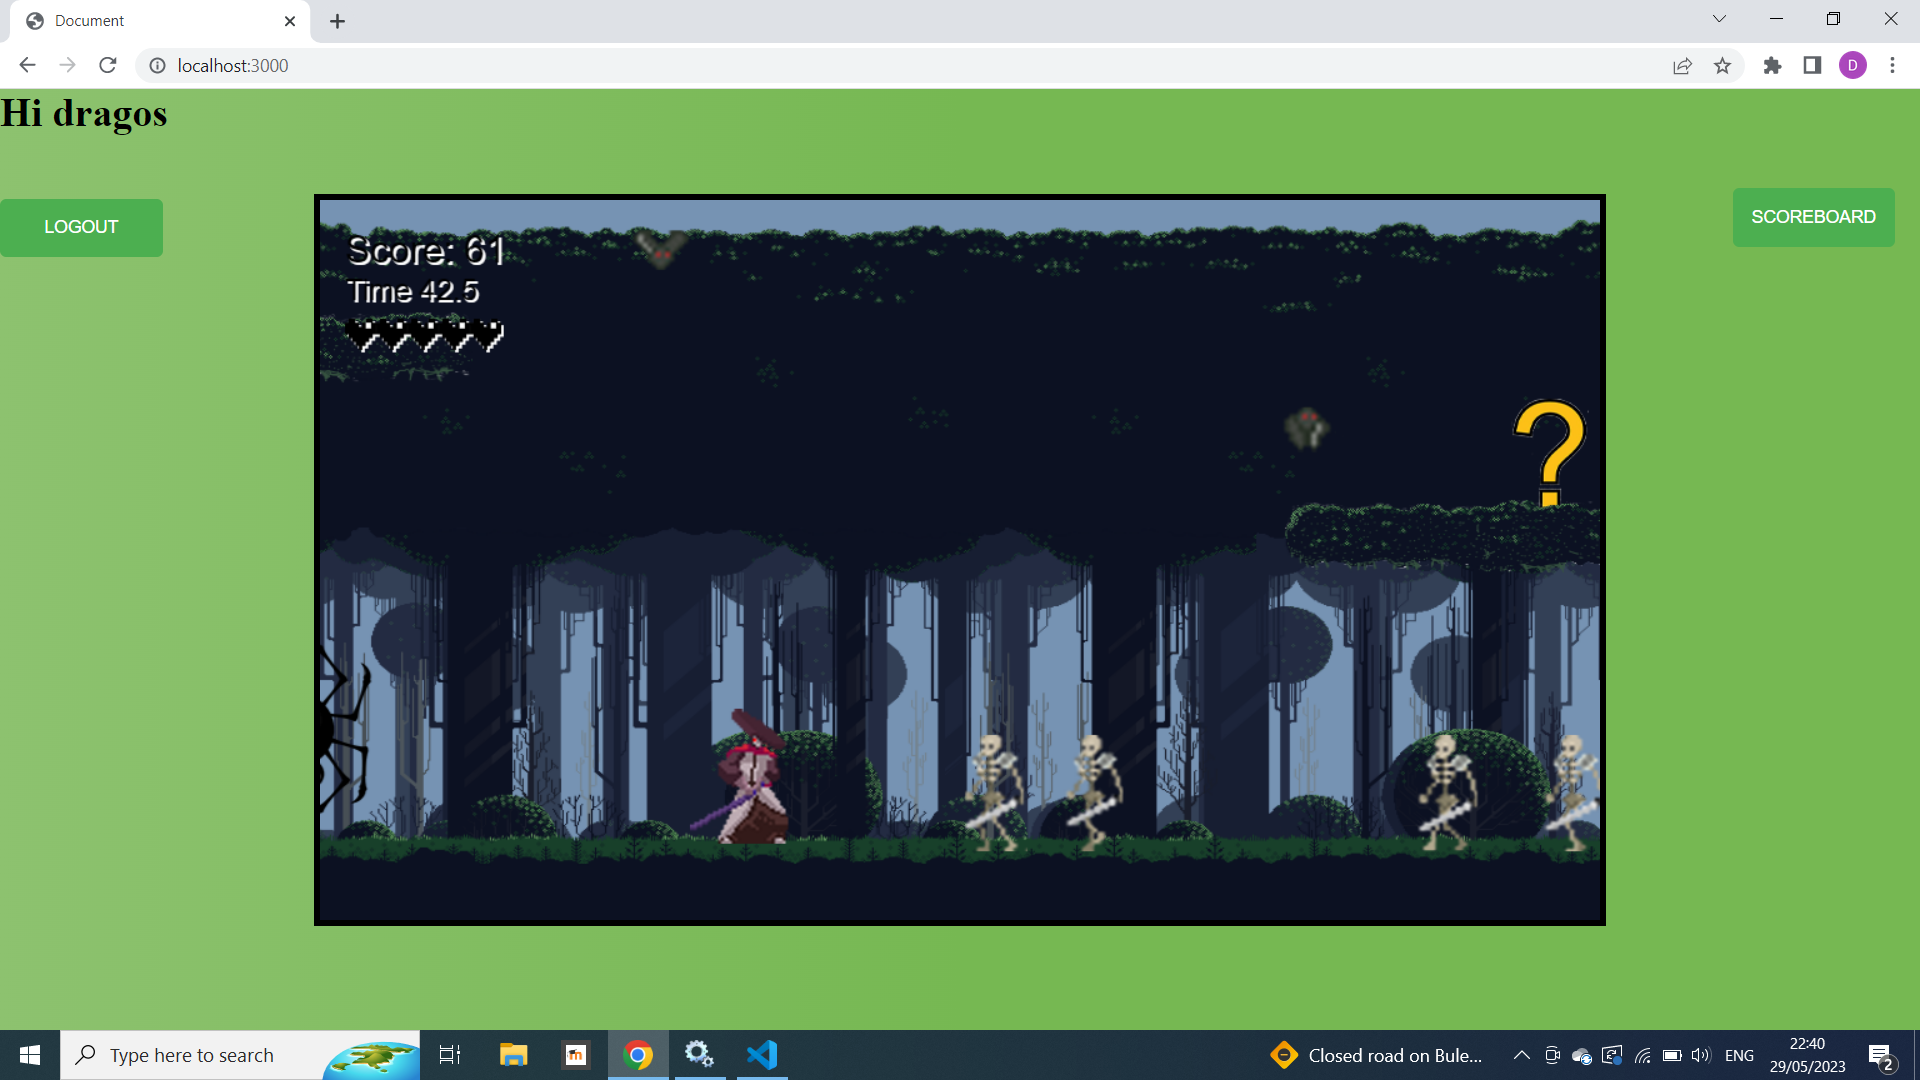 Document
localhost:3000
D
Hi dragos
LOGOUT
SCOREBOARD
Score: 61
Time 42.5
?
Type here to search
Closed road on Bule...
ENG
22:40
29/05/2023
2